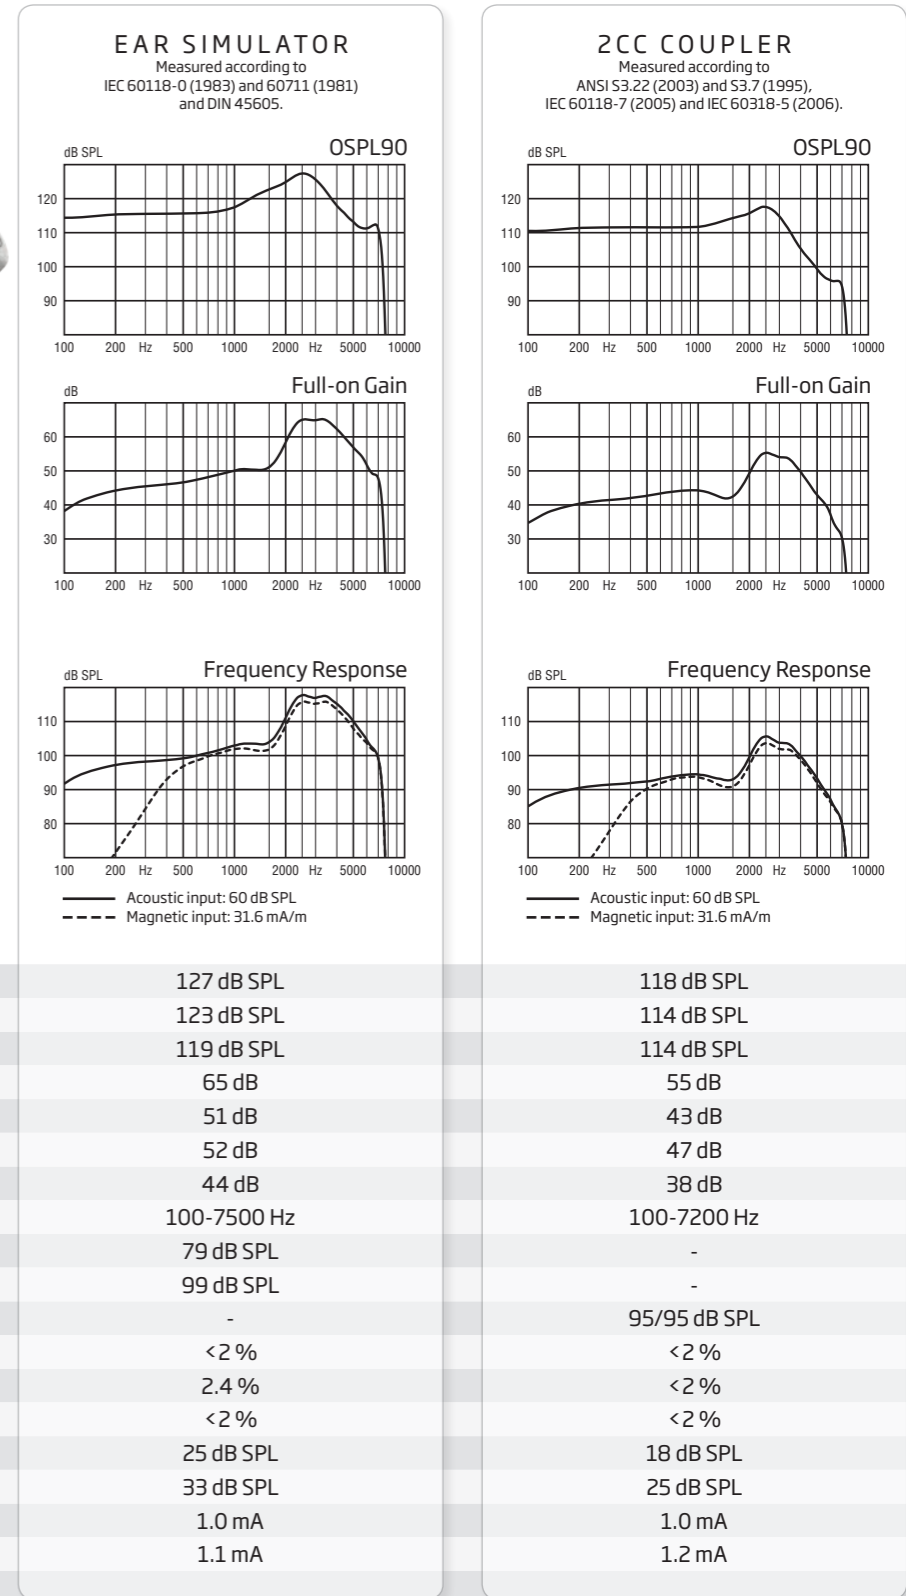 EAR SIMULATOR
Measured according to
IEC 60118-0 (1983) and 60711 (1981)
and DIN 45605.
OSPL90
dB SPL
120
110
100
90
100 200 Hz 500 1000 2000 Hz 5000 10000
Full-on Gain
dB
60
50
40
30
100 200 Hz 500 1000 2000 Hz 5000 10000
Frequency Response
dB SPL
110
100
90
80
100 200 Hz 500 1000 2000 Hz 5000 10000
Acoustic input: 60 dB SPL
Magnetic input: 31.6 mA/m
127 dB SPL
123 dB SPL
119 dB SPL
65 dB
51 dB
52 dB
44 dB
100-7500 Hz
79 dB SPL
99 dB SPL
-
<2 %
2.4 %
<2 %
25 dB SPL
33 dB SPL
1.0 mA
1.1 mA
2CC COUPLER
Measured according to
ANSI S3.22 (2003) and S3.7 (1995),
IEC 60118-7 (2005) and IEC 60318-5 (2006).
OSPL90
dB SPL
120
110
100
90
100 200 Hz 500 1000 2000 Hz 5000 10000
Full-on Gain
dB
60
50
40
30
100 200 Hz 500 1000 2000 Hz 5000 10000
Frequency Response
dB SPL
110
100
90
80
100 200 Hz 500 1000 2000 Hz 5000 10000
Acoustic input: 60 dB SPL
Magnetic input: 31.6 mA/m
118 dB SPL
114 dB SPL
114 dB SPL
55 dB
43 dB
47 dB
38 dB
100-7200 Hz
-
-
95/95 dB SPL
<2 %
<2 %
<2 %
18 dB SPL
25 dB SPL
1.0 mA
1.2 mA